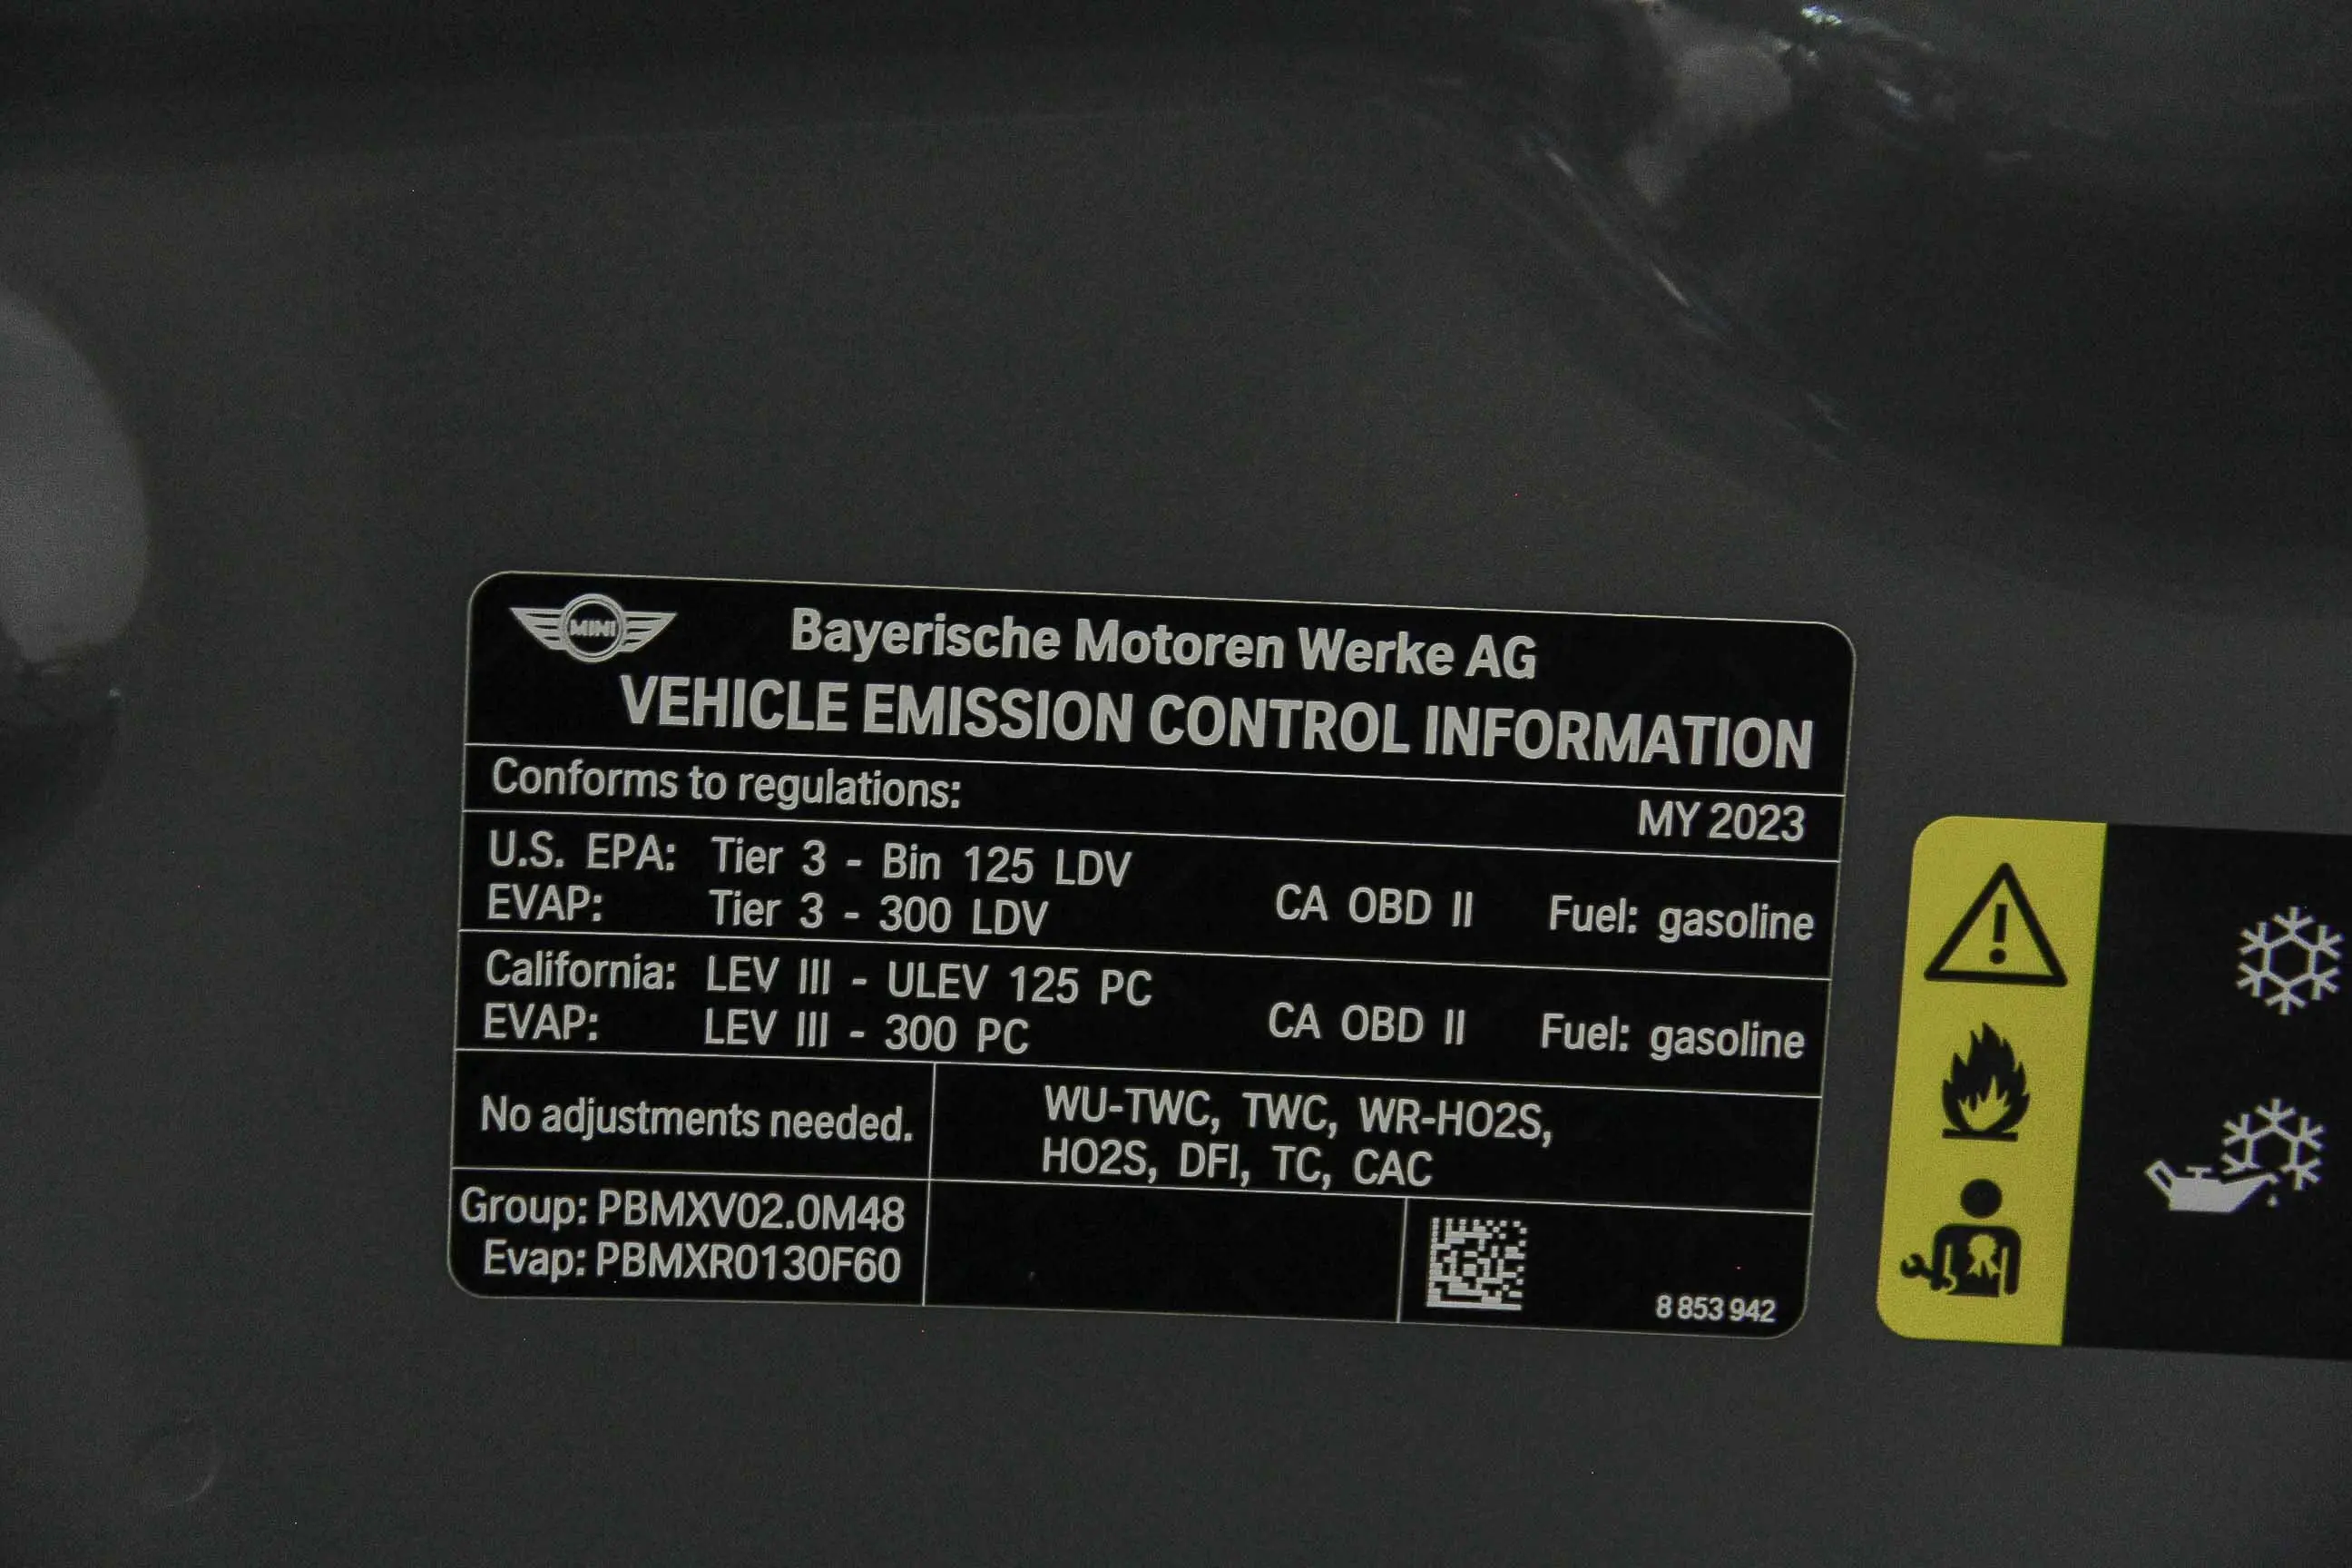 MINI
Bayerische Motoren Werke AG
VEHICLE EMISSION CONTROL INFORMATION
Conforms to regulations: MY 2023
U.S. EPA: Tier 3 - Bin 125 LDV
EVAP: Tier 3 - 300 LDV CA OBD II Fuel: gasoline
California: LEV III - ULEV 125 PC
EVAP: LEV III - 300 PC CA OBD II Fuel: gasoline
No adjustments needed.
WU-TWC, TWC, WR-HO2S,
HO2S, DFI, TC, CAC
Group: PBMXV02.0M48
Evap: PBMXR0130F60
8 853 942